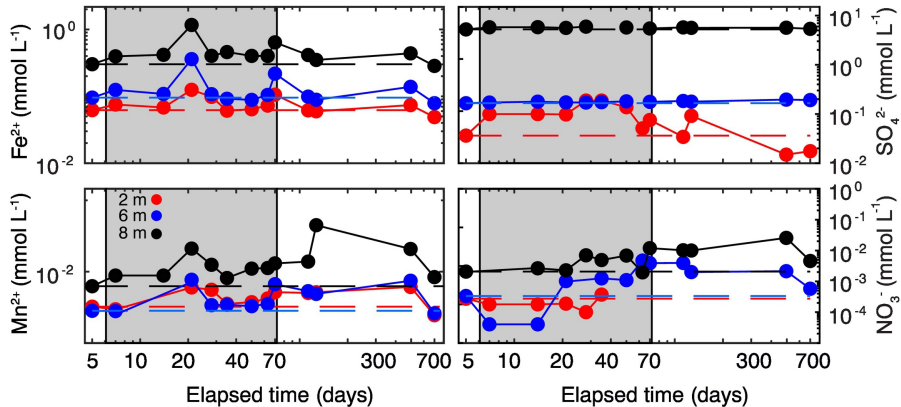 Fe²⁺ (mmol L⁻¹)
10⁰
10⁻²
10¹
10⁰
10⁻¹
10⁻²
SO₄²⁻ (mmol L⁻¹)
Mn²⁺ (mmol L⁻¹)
10⁻²
2 m
6 m
8 m
10⁰
10⁻¹
10⁻²
10⁻³
10⁻⁴
NO₃⁻ (mmol L⁻¹)
5 10 20 40 70 300 700
5 10 20 40 70 300 700
Elapsed time (days)
Elapsed time (days)